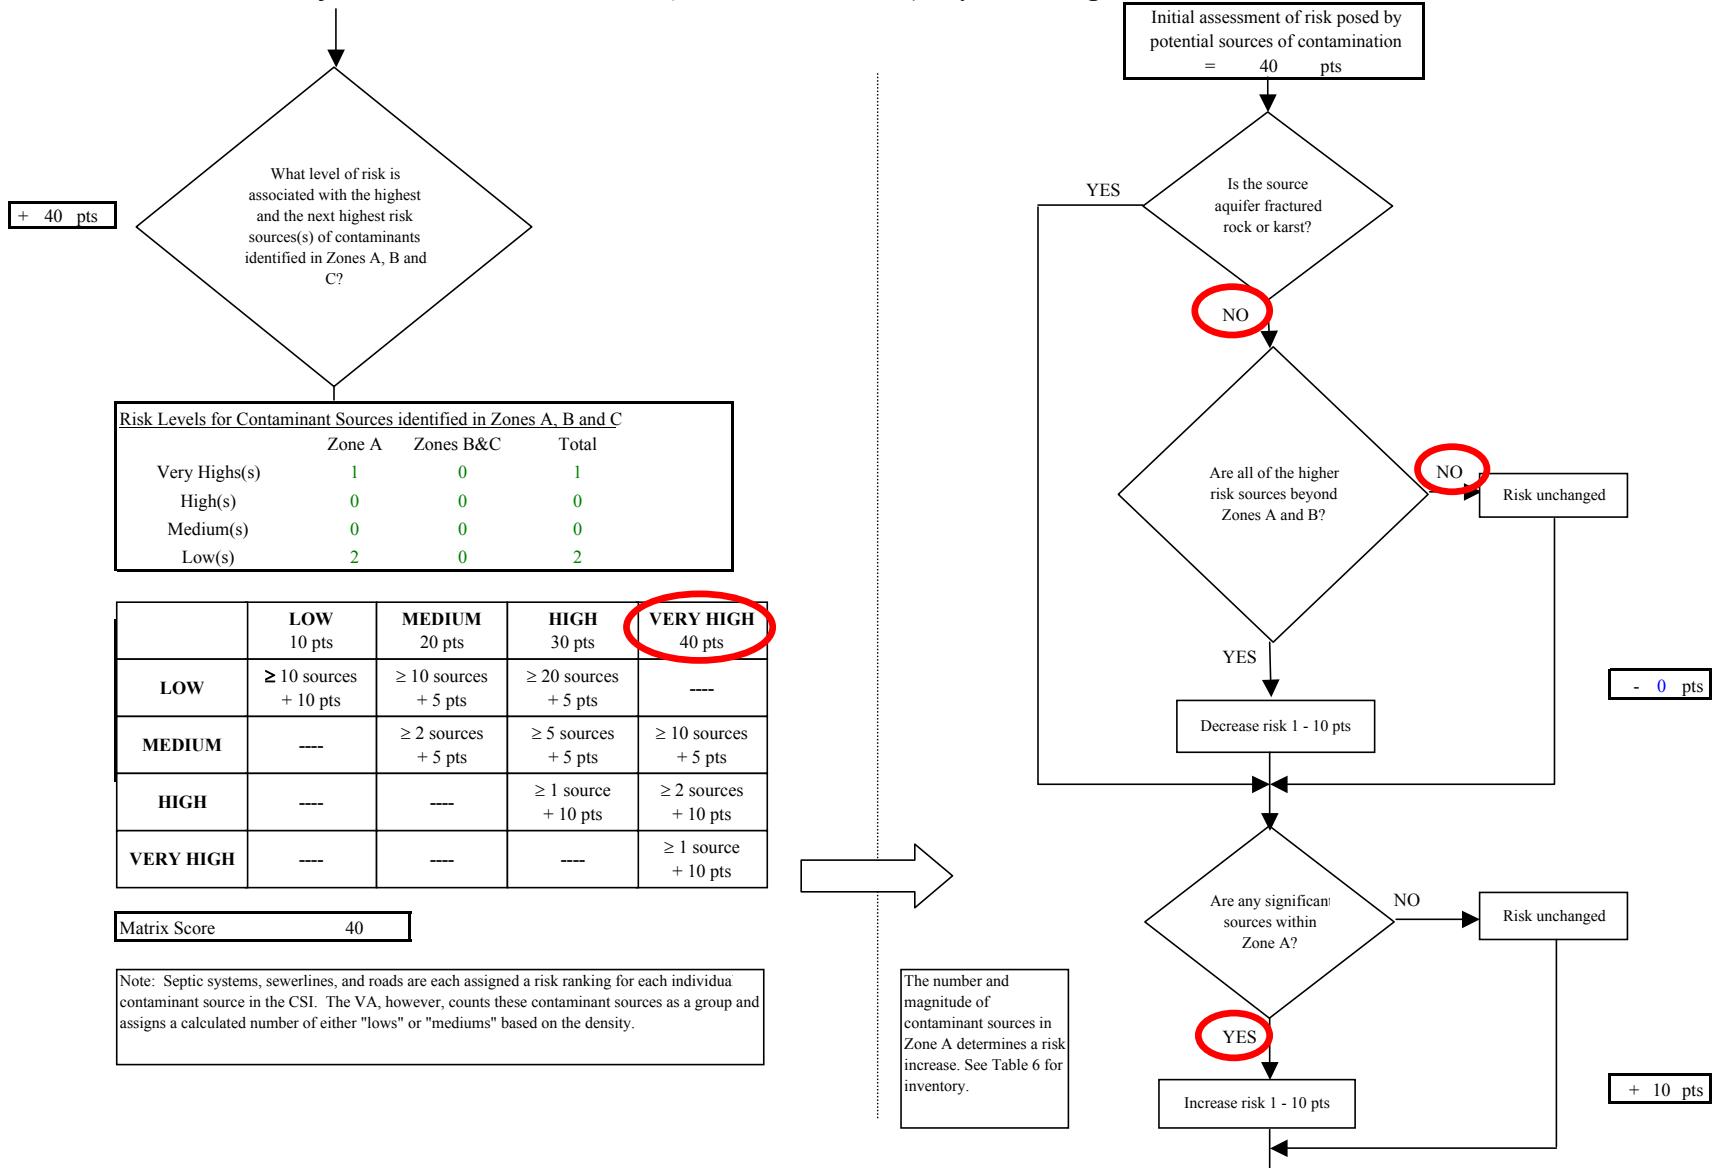 What level of risk is
associated with the highest
and the next highest risk
sources(s) of contaminants
identified in Zones A, B and
C?
+ 40 pts
Risk Levels for Contaminant Sources identified in Zones A, B and C
Zone A Zones B&C Total
Very Highs(s) 1 0 1
High(s) 0 0 0
Medium(s) 0 0 0
Low(s) 2 0 2
LOW MEDIUM HIGH VERY HIGH
10 pts 20 pts 30 pts 40 pts
LOW ≥ 10 sources ≥ 10 sources ≥ 20 sources ----
+ 10 pts + 5 pts + 5 pts
MEDIUM ---- ≥ 2 sources ≥ 5 sources ≥ 10 sources
+ 5 pts + 5 pts + 5 pts
HIGH ---- ---- ≥ 1 source ≥ 2 sources
+ 10 pts + 10 pts
VERY HIGH ---- ---- ---- ≥ 1 source
+ 10 pts
Matrix Score 40
Note: Septic systems, sewerlines, and roads are each assigned a risk ranking for each individua
contaminant source in the CSI. The VA, however, counts these contaminant sources as a group and
assigns a calculated number of either "lows" or "mediums" based on the density.
Initial assessment of risk posed by
potential sources of contamination
= 40 pts
Is the source
aquifer fractured
rock or karst?
YES
NO
Are all of the higher
risk sources beyond
Zones A and B?
NO
Risk unchanged
YES
- 0 pts
Decrease risk 1 - 10 pts
Are any significant
sources within
Zone A?
NO
Risk unchanged
The number and
magnitude of
contaminant sources in
Zone A determines a risk
increase. See Table 6 for
inventory.
YES
+ 10 pts
Increase risk 1 - 10 pts